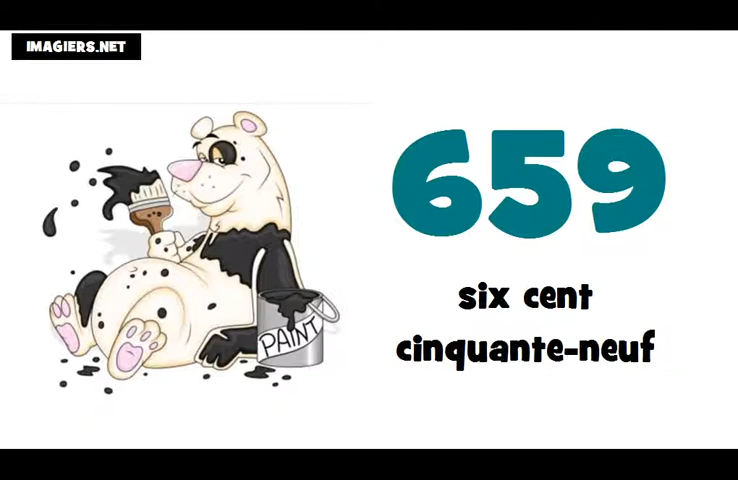 IMAGIERS.NET
659
six cent
cinquante-neuf
PAINT